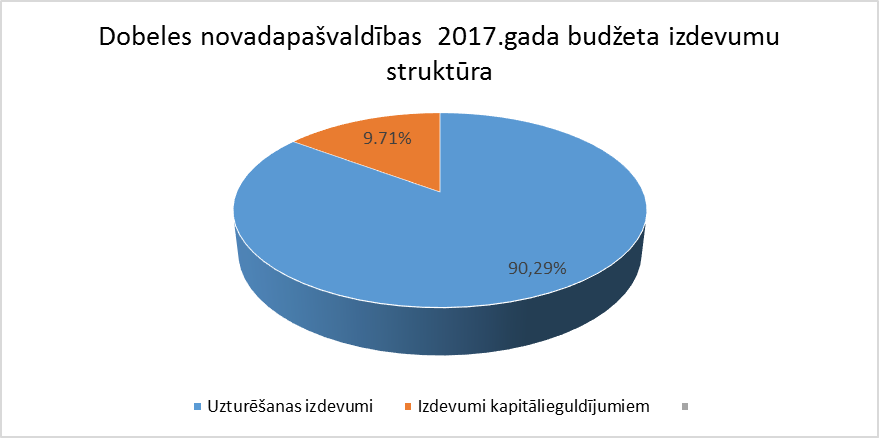 Dobeles novadapašvaldības  2017.gada budžeta izdevumu
struktūra
9.71%
90,29%
Uzturēšanas izdevumi
Izdevumi kapitālieguldījumiem